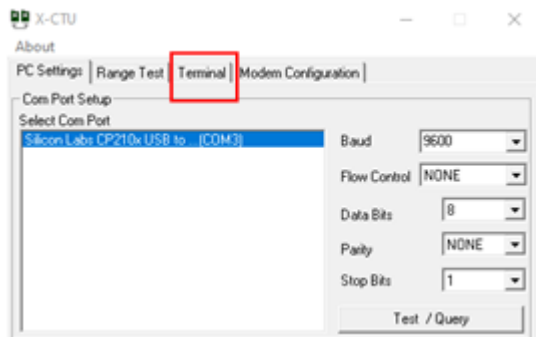 X-CTU
About
PC Settings Range Test Terminal Modem Configuration
Com Port Setup
Select Com Port
Silicon Labs CP210x USB to ... (COM3)
Baud 9600
Flow Control NONE
Data Bits 8
Parity NONE
Stop Bits 1
Test / Query